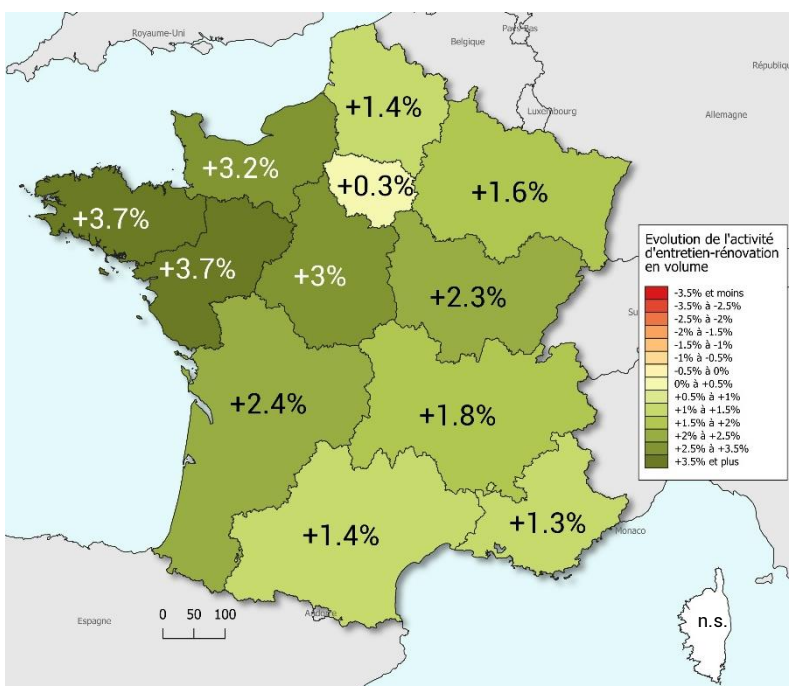 Royaume-Uni
Pays-Bas
Belgique
République
Luxembourg
Allemagne
+1.4%
+3.2%
+0.3%
+1.6%
+3.7%
+3.7%
+3%
+2.3%
Evolution de l'activité
d'entretien-rénovation
en volume
-3.5% et moins
-3.5% à -2.5%
-2.5% à -2%
-2% à -1.5%
-1.5% à -1%
-1% à -0.5%
-0.5% à 0%
0% à +0.5%
+0.5% à +1%
+1% à +1.5%
+1.5% à +2%
+2% à +2.5%
+2.5% à +3.5%
+3.5% et plus
Su
+2.4%
+1.8%
+1.4%
+1.3%
Monaco
Espagne
0 50 100
Andorre
n.s.